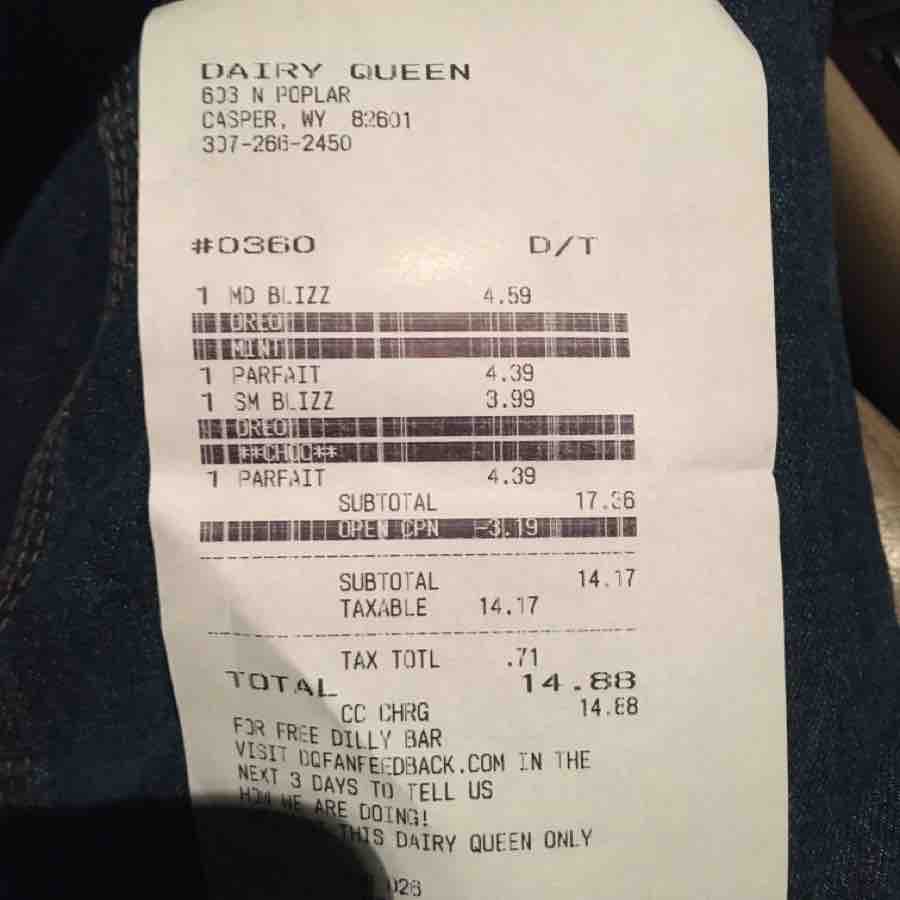 DAIRY QUEEN
603 N POPLAR
CASPER, WY 82601
307-266-2450
#0360 D/T
1 MD BLIZZ 4.59
OREO
MINT
1 PARFAIT 4.39
1 SM BLIZZ 3.99
OREO
**CHOC**
1 PARFAIT 4.39
SUBTOTAL 17.36
OPEN CPN -3.19
SUBTOTAL 14.17
TAXABLE 14.17
TAX TOTL .71
TOTAL 14.88
CC CHRG 14.88
FOR FREE DILLY BAR
VISIT DQFANFEEDBACK.COM IN THE
NEXT 3 DAYS TO TELL US
HOW WE ARE DOING!
THIS DAIRY QUEEN ONLY